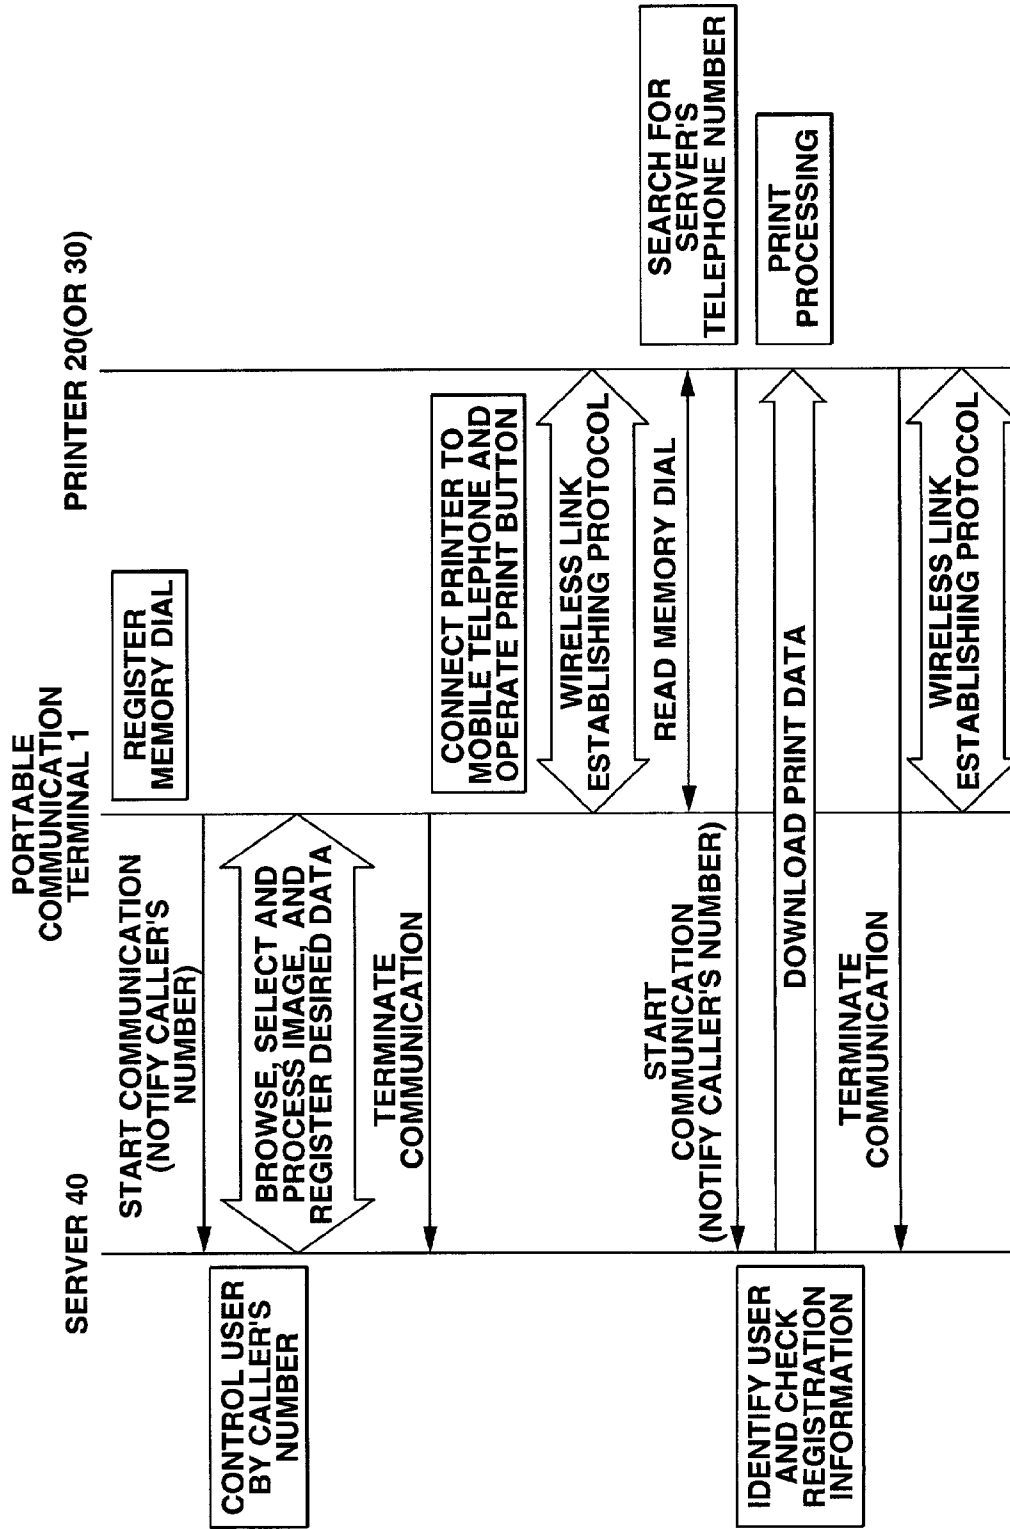 SERVER 40
PORTABLE
COMMUNICATION
TERMINAL 1
PRINTER 20(OR 30)
REGISTER
MEMORY DIAL
START COMMUNICATION
(NOTIFY CALLER'S
NUMBER)
CONTROL USER
BY CALLER'S
NUMBER
BROWSE, SELECT AND
PROCESS IMAGE, AND
REGISTER DESIRED DATA
TERMINATE
COMMUNICATION
CONNECT PRINTER TO
MOBILE TELEPHONE AND
OPERATE PRINT BUTTON
WIRELESS LINK
ESTABLISHING PROTOCOL
READ MEMORY DIAL
SEARCH FOR
SERVER'S
TELEPHONE NUMBER
START
COMMUNICATION
(NOTIFY CALLER'S NUMBER)
IDENTIFY USER
AND CHECK
REGISTRATION
INFORMATION
DOWNLOAD PRINT DATA
PRINT
PROCESSING
TERMINATE
COMMUNICATION
WIRELESS LINK
ESTABLISHING PROTOCOL